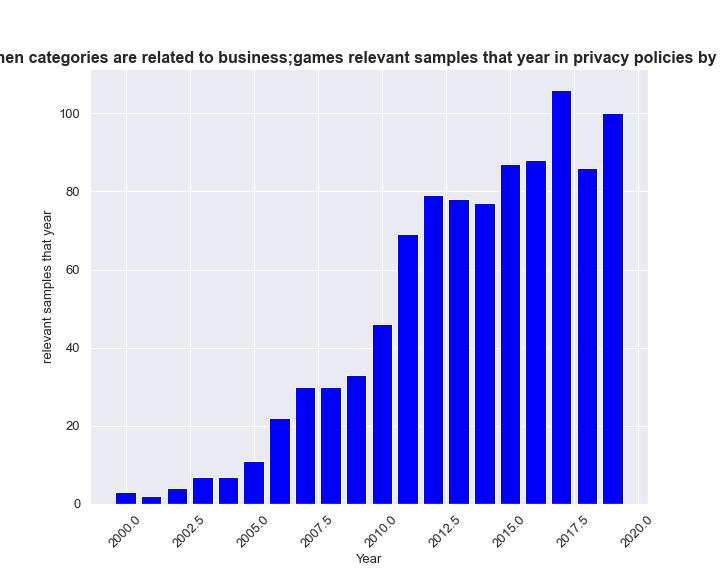 hen categories are related to business;games relevant samples that year in privacy policies by
100
80
60
40
20
0
relevant samples that year
2000.0 2002.5 2005.0 2007.5 2010.0 2012.5 2015.0 2017.5 2020.0
Year